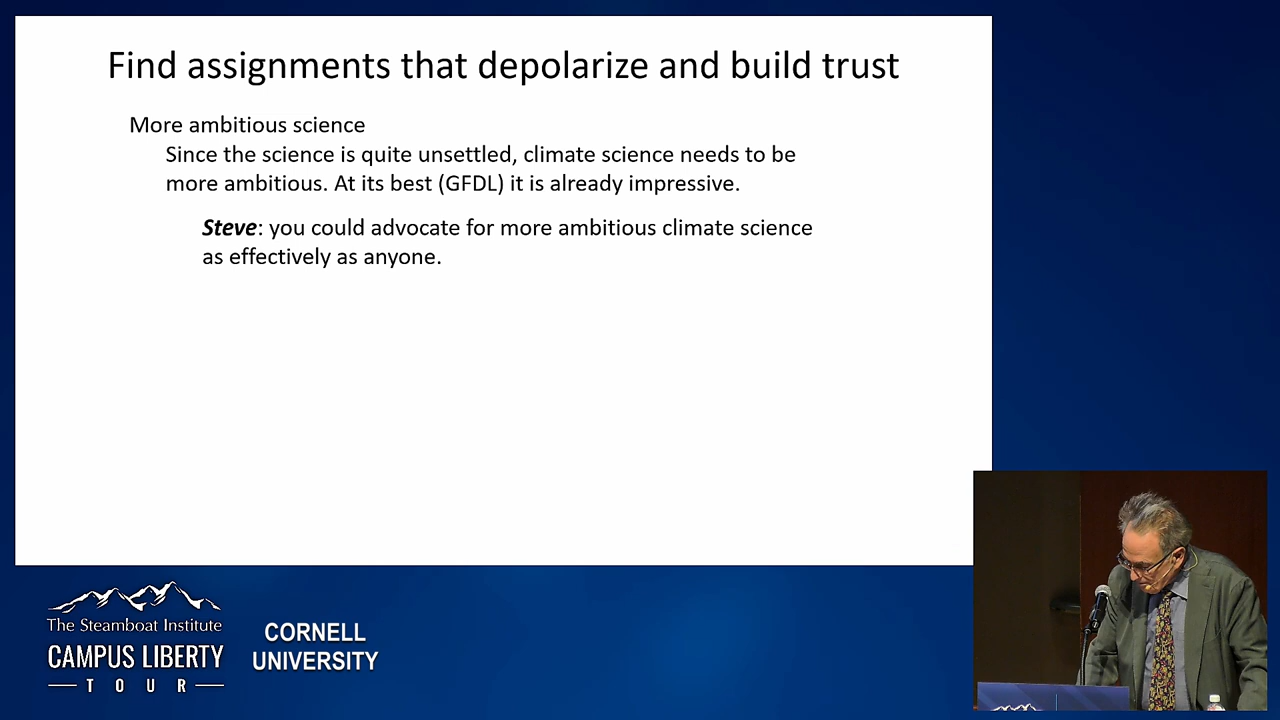 Find assignments that depolarize and build trust
More ambitious science
Since the science is quite unsettled, climate science needs to be
more ambitious. At its best (GFDL) it is already impressive.
Steve: you could advocate for more ambitious climate science
as effectively as anyone.
The Steamboat Institute
CAMPUS LIBERTY
TOUR
CORNELL
UNIVERSITY